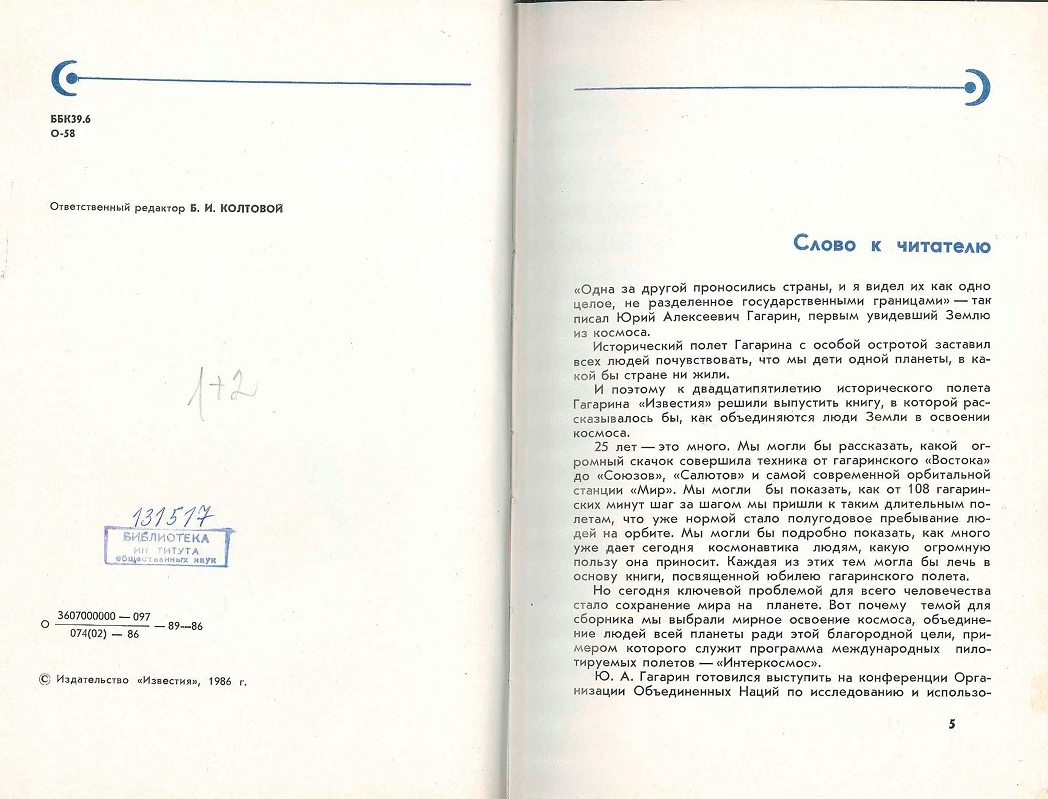 ББК39.6
О-58
Ответственный редактор Б. И. КОЛТОВОЙ
1+2
131517
БИБЛИОТЕКА
ИН ТИТУТА
общественных наук
О 3607000000 — 097
074(02) — 86
— 89—86
© Издательство «Известия», 1986 г.
Слово к читателю
«Одна за другой проносились страны, и я видел их как одно
целое, не разделенное государственными границами» — так
писал Юрий Алексеевич Гагарин, первым увидевший Землю
из космоса.
Исторический полет Гагарина с особой остротой заставил
всех людей почувствовать, что мы дети одной планеты, в ка-
кой бы стране ни жили.
И поэтому к двадцатипятилетию исторического полета
Гагарина «Известия» решили выпустить книгу, в которой рас-
сказывалось бы, как объединяются люди Земли в освоении
космоса.
25 лет — это много. Мы могли бы рассказать, какой ог-
ромный скачок совершила техника от гагаринского «Востока»
до «Союзов», «Салютов» и самой современной орбитальной
станции «Мир». Мы могли бы показать, как от 108 гагарин-
ских минут шаг за шагом мы пришли к таким длительным по-
летам, что уже нормой стало полугодовое пребывание лю-
дей на орбите. Мы могли бы подробно показать, как много
уже дает сегодня космонавтика людям, какую огромную
пользу она приносит. Каждая из этих тем могла бы лечь в
основу книги, посвященной юбилею гагаринского полета.
Но сегодня ключевой проблемой для всего человечества
стало сохранение мира на планете. Вот почему темой для
сборника мы выбрали мирное освоение космоса, объедине-
ние людей всей планеты ради этой благородной цели, при-
мером которого служит программа международных пило-
тируемых полетов — «Интеркосмос».
Ю. А. Гагарин готовился выступить на конференции Орга-
низации Объединенных Наций по исследованию и использо-
5